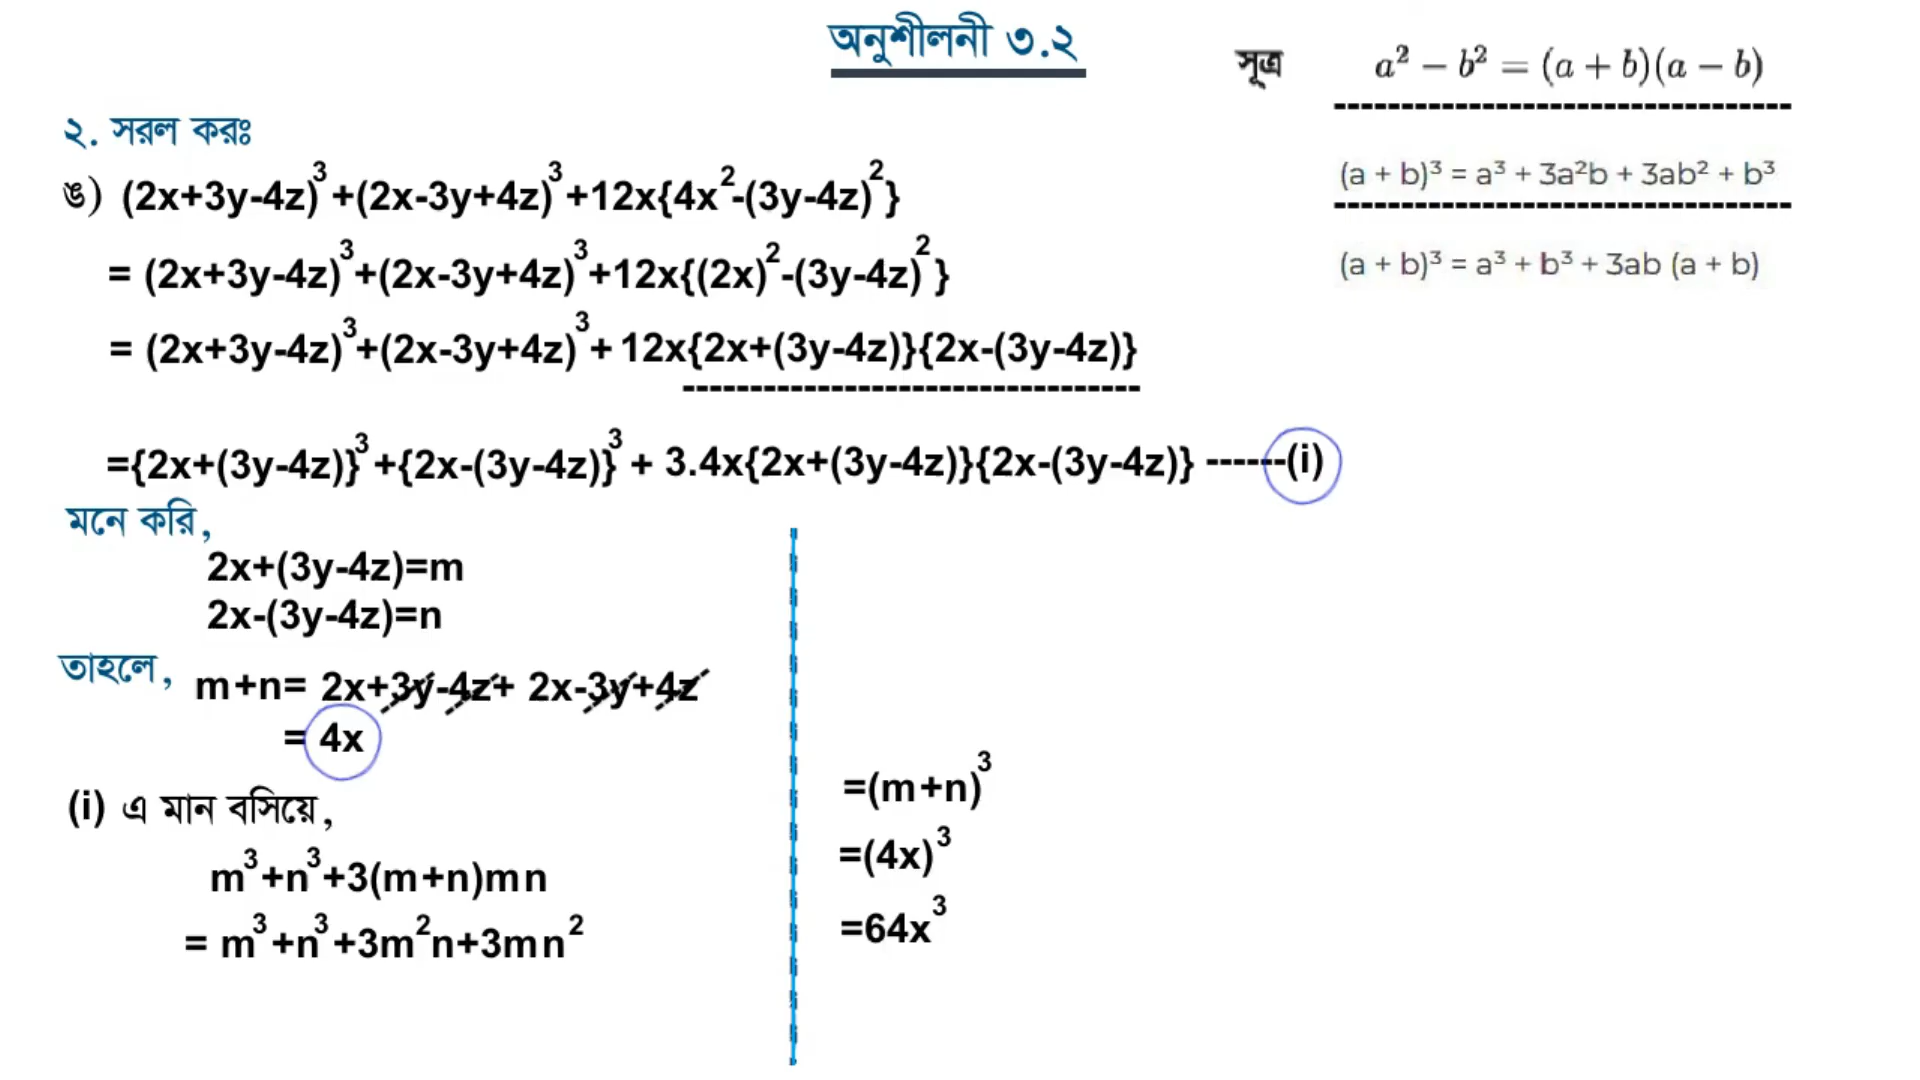 অনুশীলনী ৩.২
সূত্র a² − b² = (a + b)(a − b)
(a + b)³ = a³ + 3a²b + 3ab² + b³
(a + b)³ = a³ + b³ + 3ab (a + b)
২. সরল করঃ
ঙ) (2x+3y-4z)³+(2x-3y+4z)³+12x{4x²-(3y-4z)²}
= (2x+3y-4z)³+(2x-3y+4z)³+12x{(2x)²-(3y-4z)²}
= (2x+3y-4z)³+(2x-3y+4z)³+12x{2x+(3y-4z)}{2x-(3y-4z)}
={2x+(3y-4z)}³+{2x-(3y-4z)}³+ 3.4x{2x+(3y-4z)}{2x-(3y-4z)} ------(i)
মনে করি,
2x+(3y-4z)=m
2x-(3y-4z)=n
তাহলে, m+n= 2x+3y-4z+ 2x-3y+4z
= 4x
(i) এ মান বসিয়ে,
m³+n³+3(m+n)mn
= m³+n³+3m²n+3mn²
=(m+n)³
=(4x)³
=64x³